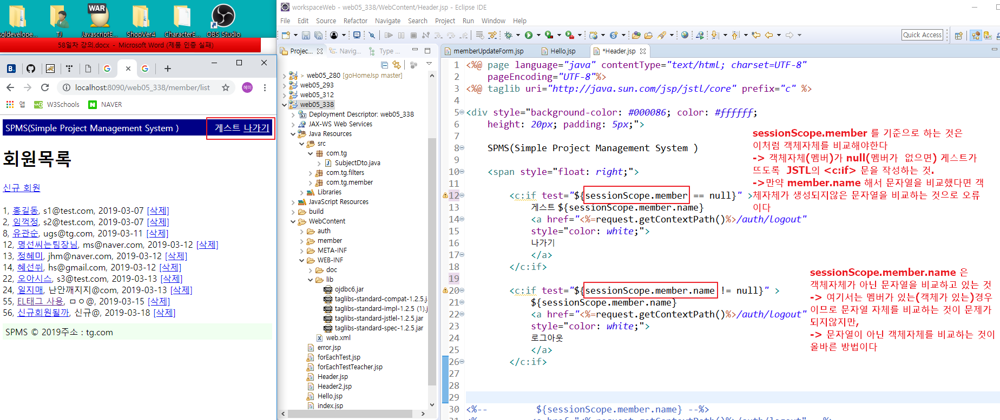 WAR
sqldevelope...
TJ
JavascriptE...
ShopVer4
CharacterE...
OBS Studio
58일자 강의.docx - Microsoft Word (제품 인증 실패)
localhost:8090/web05_338/member/list
혜미
앱
W3Schools
NAVER
SPMS(Simple Project Management System )
게스트 나가기
회원목록
신규 회원
1, 홍길동, s1@test.com, 2019-03-07 [삭제]
2, 임꺽정, s2@test.com, 2019-03-07 [삭제]
8, 유관순, ugs@tg.com, 2019-03-11 [삭제]
12, 명선씨는팀장님, ms@naver.com, 2019-03-12 [삭제]
13, 정혜미, jhm@naver.com, 2019-03-12 [삭제]
14, 혜선쒸, hs@gmail.com, 2019-03-12 [삭제]
22, 오아시스, s3@test.com, 2019-03-13 [삭제]
24, 일지매, 난안깨지지@com, 2019-03-13 [삭제]
55, EL태그 사용, ㅁㅇ@, 2019-03-15 [삭제]
56, 신규회원될까, 신규@, 2019-03-18 [삭제]
SPMS © 2019주소 : tg.com
workspaceWeb - web05_338/WebContent/Header.jsp - Eclipse IDE
File Edit Source Refactor Navigate Search Project Run Window Help
Quick Access
Projec...
Navig...
Type ...
> web05_280 [goHomeJsp master]
web05_293
web05_312
web05_338
Deployment Descriptor: web05_338
JAX-WS Web Services
Java Resources
src
com.tg
SubjectDto.java
com.tg.filters
com.tg.member
Libraries
JavaScript Resources
build
WebContent
auth
member
META-INF
WEB-INF
doc
lib
ojdbc6.jar
taglibs-standard-compat-1.2.5.ja
taglibs-standard-impl-1.2.5 (1).j
taglibs-standard-jstlel-1.2.5.jar
taglibs-standard-spec-1.2.5.jar
web.xml
error.jsp
forEachTest.jsp
forEachTestTeacher.jsp
Header.jsp
Header2.jsp
Hello.jsp
index.jsp
memberUpdateForm.jsp
Hello.jsp
*Header.jsp
1 <%@ page language="java" contentType="text/html; charset=UTF-8"
2 pageEncoding="UTF-8"%>
3 <%@ taglib uri="http://java.sun.com/jsp/jstl/core" prefix="c" %>
4
5 <div style="background-color: #000086; color: #ffffff;
6 height: 20px; padding: 5px;">
7
8 SPMS(Simple Project Management System )
9
10 <span style="float: right;">
11
12 <c:if test="${sessionScope.member == null}" >
13 게스트 ${sessionScope.member.name}
14 <a href="<%=request.getContextPath()%>/auth/logout"
15 style="color: white;">
16 나가기
17 </a>
18 </c:if>
19
20 <c:if test="${sessionScope.member.name != null}" >
21 ${sessionScope.member.name}
22 <a href="<%=request.getContextPath()%>/auth/logout"
23 style="color: white;">
24 로그아웃
25 </a>
26 </c:if>
27
28
29
30 <%-- ${sessionScope.member.name} --%>
sessionScope.member 를 기준으로 하는 것은
이처럼 객체자체를 비교해야한다
-> 객체자체(멤버)가 null(멤버가 없으면) 게스트가
뜨도록 JSTL의 <c:if> 문을 작성하는 것.
->만약 member.name 해서 문자열을 비교했다면 객
체자체가 생성되지않은 문자열을 비교하는 것으로 오류
이다
sessionScope.member.name 은
객체자체가 아닌 문자열을 비교하고 있는 것
-> 여기서는 멤버가 있는(객체가 있는)경우
이므로 문자열 자체를 비교하는 것이 문제가
되지않지만,
-> 문자열이 아닌 객체자체를 비교하는 것이
올바른 방법이다